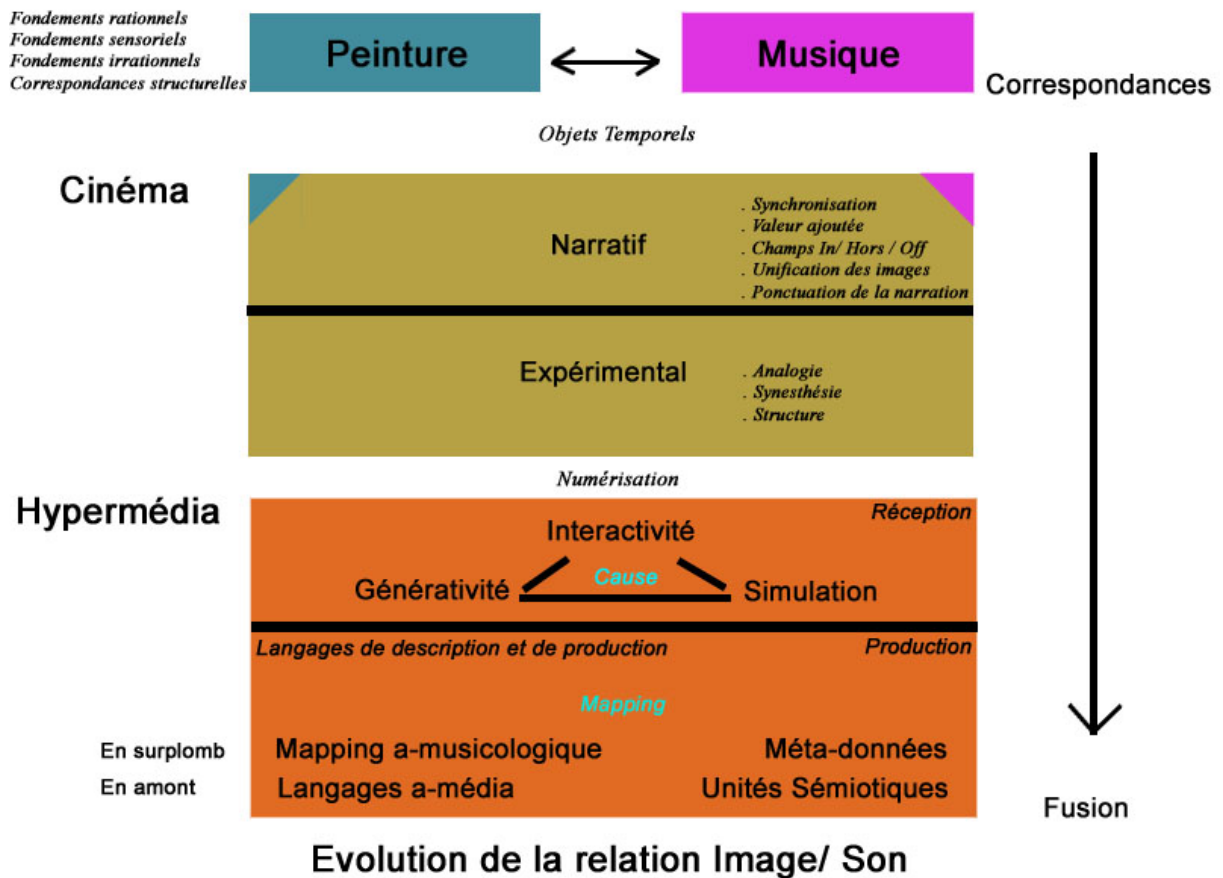 Fondements rationnels
Fondements sensoriels
Fondements irrationnels
Correspondances structurelles
Peinture
Musique
Correspondances
Objets Temporels
Cinéma
Narratif
. Synchronisation
. Valeur ajoutée
. Champs In/ Hors / Off
. Unification des images
. Ponctuation de la narration
Expérimental
. Analogie
. Synesthésie
. Structure
Numérisation
Hypermédia
Réception
Interactivité
Cause
Générativité
Simulation
Langages de description et de production
Production
Mapping
En surplomb
Mapping a-musicologique
Méta-données
En amont
Langages a-média
Unités Sémiotiques
Fusion
Evolution de la relation Image/ Son